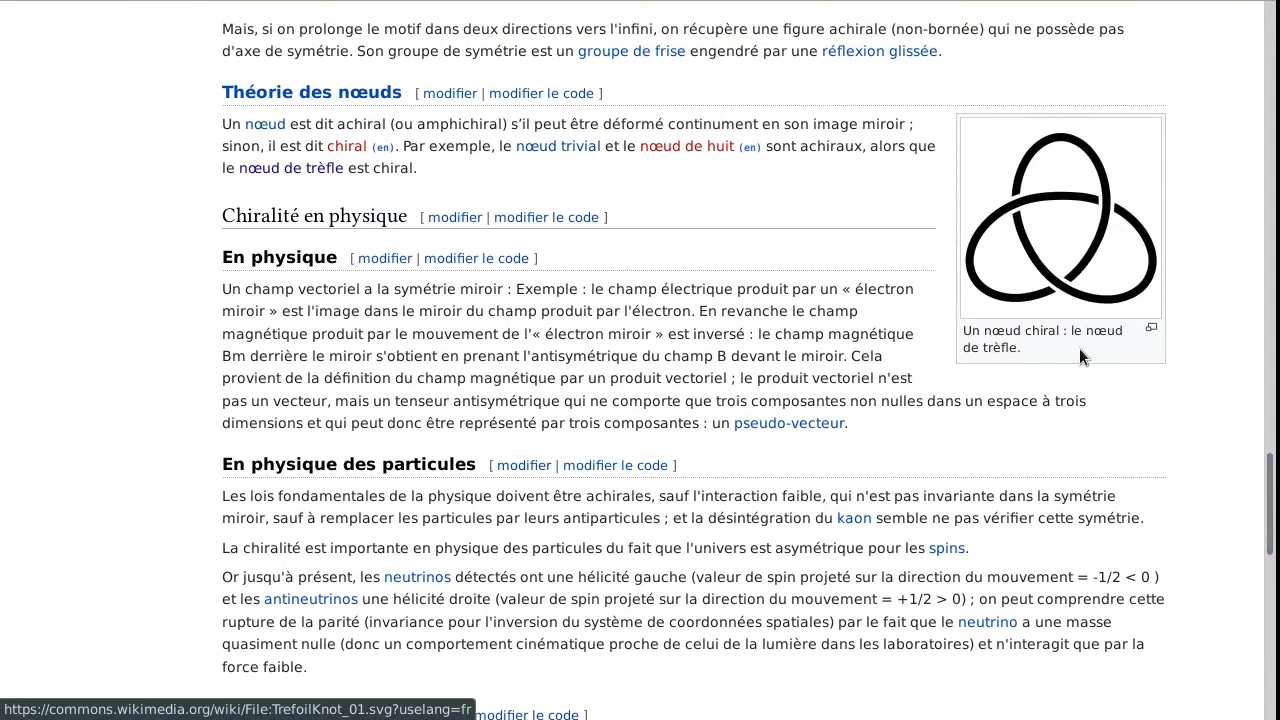 Mais, si on prolonge le motif dans deux directions vers l'infini, on récupère une figure achirale (non-bornée) qui ne possède pas
d'axe de symétrie. Son groupe de symétrie est un groupe de frise engendré par une réflexion glissée.
Théorie des nœuds [ modifier | modifier le code ]
Un nœud est dit achiral (ou amphichiral) s’il peut être déformé continument en son image miroir ;
sinon, il est dit chiral (en). Par exemple, le nœud trivial et le nœud de huit (en) sont achiraux, alors que
le nœud de trèfle est chiral.
Un nœud chiral : le nœud
de trèfle.
Chiralité en physique [ modifier | modifier le code ]
En physique [ modifier | modifier le code ]
Un champ vectoriel a la symétrie miroir : Exemple : le champ électrique produit par un « électron
miroir » est l'image dans le miroir du champ produit par l'électron. En revanche le champ
magnétique produit par le mouvement de l'« électron miroir » est inversé : le champ magnétique
Bm derrière le miroir s'obtient en prenant l'antisymétrique du champ B devant le miroir. Cela
provient de la définition du champ magnétique par un produit vectoriel ; le produit vectoriel n'est
pas un vecteur, mais un tenseur antisymétrique qui ne comporte que trois composantes non nulles dans un espace à trois
dimensions et qui peut donc être représenté par trois composantes : un pseudo-vecteur.
En physique des particules [ modifier | modifier le code ]
Les lois fondamentales de la physique doivent être achirales, sauf l'interaction faible, qui n'est pas invariante dans la symétrie
miroir, sauf à remplacer les particules par leurs antiparticules ; et la désintégration du kaon semble ne pas vérifier cette symétrie.
La chiralité est importante en physique des particules du fait que l'univers est asymétrique pour les spins.
Or jusqu'à présent, les neutrinos détectés ont une hélicité gauche (valeur de spin projeté sur la direction du mouvement = -1/2 < 0 )
et les antineutrinos une hélicité droite (valeur de spin projeté sur la direction du mouvement = +1/2 > 0) ; on peut comprendre cette
rupture de la parité (invariance pour l'inversion du système de coordonnées spatiales) par le fait que le neutrino a une masse
quasiment nulle (donc un comportement cinématique proche de celui de la lumière dans les laboratoires) et n'interagit que par la
force faible.
https://commons.wikimedia.org/wiki/File:TrefoilKnot_01.svg?uselang=fr
modifier le code ]